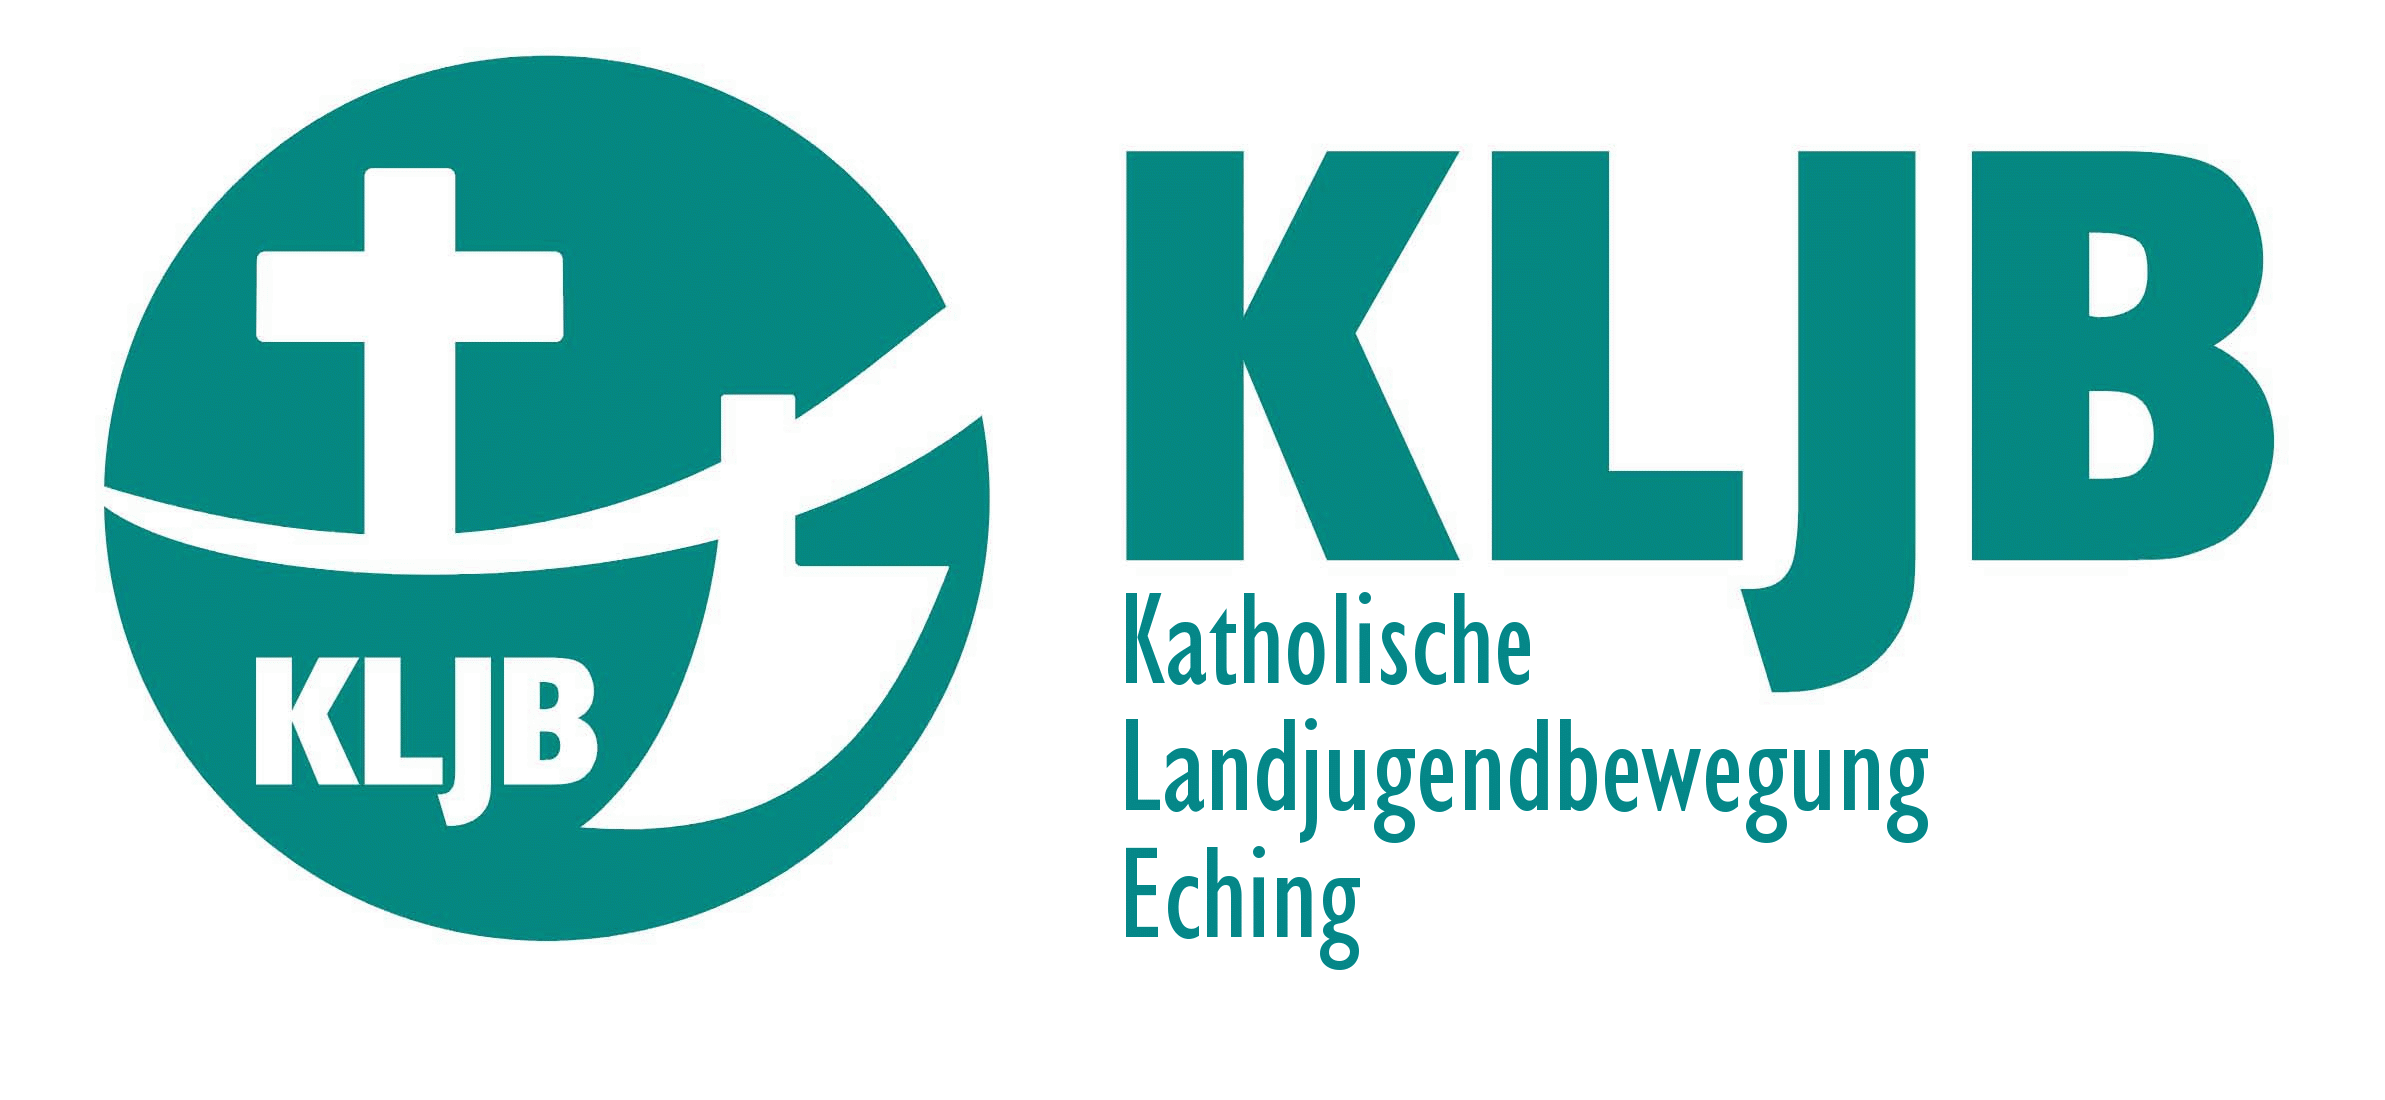 KLJB
KLJB
Katholische
Landjugendbewegung
Eching